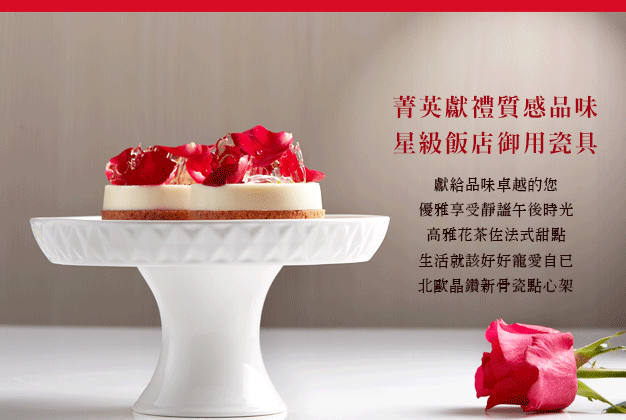 菁英獻禮質感品味
星級飯店御用瓷具
獻給品味卓越的您
優雅享受靜謐午後時光
高雅花茶佐法式甜點
生活就該好好寵愛自已
北歐晶鑽新骨瓷點心架